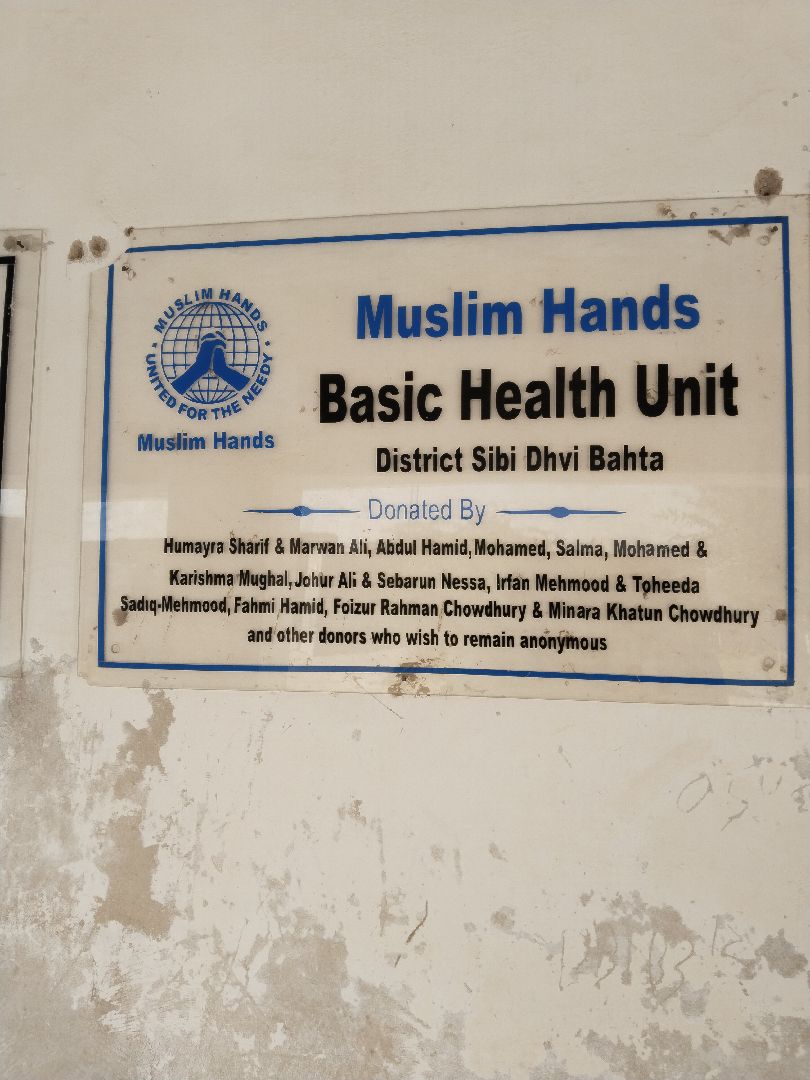 MUSLIM HANDS
UNITED FOR THE NEEDY
Muslim Hands
Muslim Hands
Basic Health Unit
District Sibi Dhvi Bahta
Donated By
Humayra Sharif & Marwan Ali, Abdul Hamid, Mohamed, Salma, Mohamed &
Karishma Mughal, Johur Ali & Sebarun Nessa, Irfan Mehmood & Toheeda
Sadiq-Mehmood, Fahmi Hamid, Foizur Rahman Chowdhury & Minara Khatun Chowdhury
and other donors who wish to remain anonymous